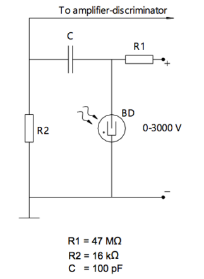 To amplifier-discriminator
C
R1
+
BD
R2
0-3000 V
−
R1 = 47 MΩ
R2 = 16 kΩ
C = 100 pF